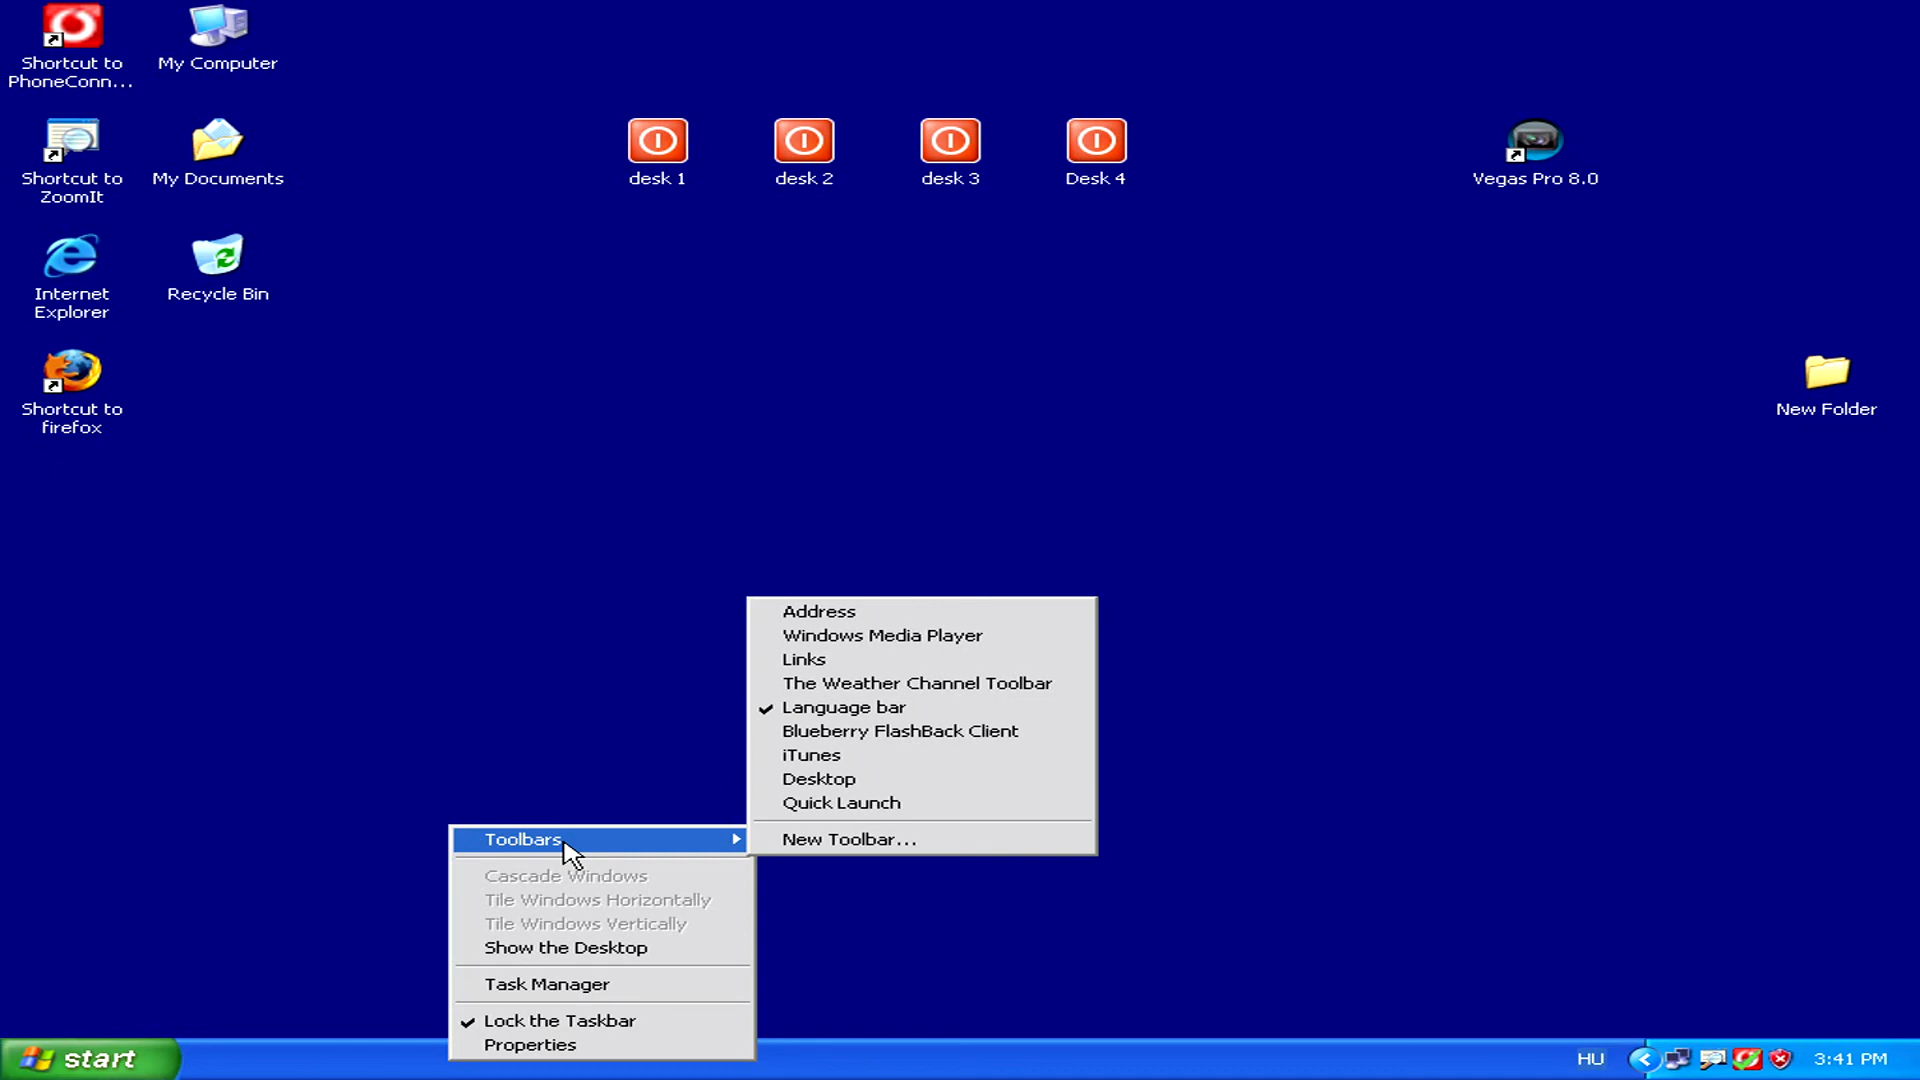 Shortcut to
PhoneConn...
My Computer
Shortcut to
ZoomIt
My Documents
desk 1
desk 2
desk 3
Desk 4
Vegas Pro 8.0
Internet
Explorer
Recycle Bin
Shortcut to
firefox
New Folder
Address
Windows Media Player
Links
The Weather Channel Toolbar
Language bar
Blueberry FlashBack Client
iTunes
Desktop
Quick Launch
New Toolbar...
Toolbars
Cascade Windows
Tile Windows Horizontally
Tile Windows Vertically
Show the Desktop
Task Manager
Lock the Taskbar
Properties
start
HU
3:41 PM